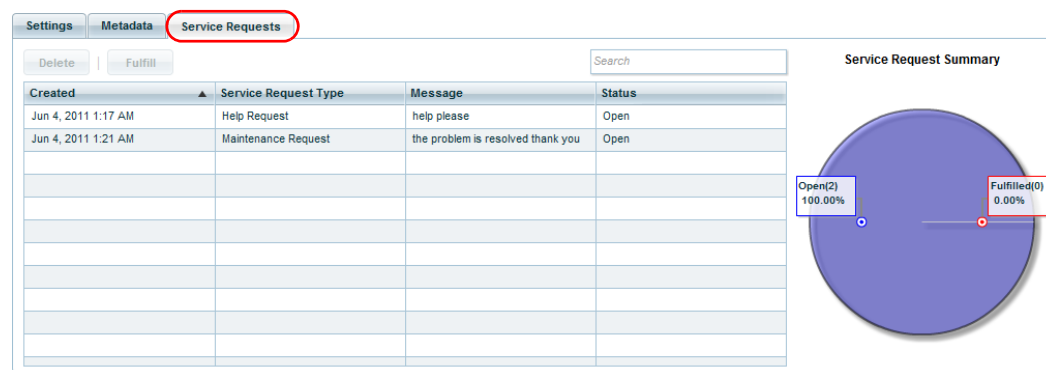 Settings Metadata Service Requests
Delete | Fulfill Search Service Request Summary
Created Service Request Type Message Status
Jun 4, 2011 1:17 AM Help Request help please Open
Jun 4, 2011 1:21 AM Maintenance Request the problem is resolved thank you Open
Open(2) Fulfilled(0)
100.00% 0.00%